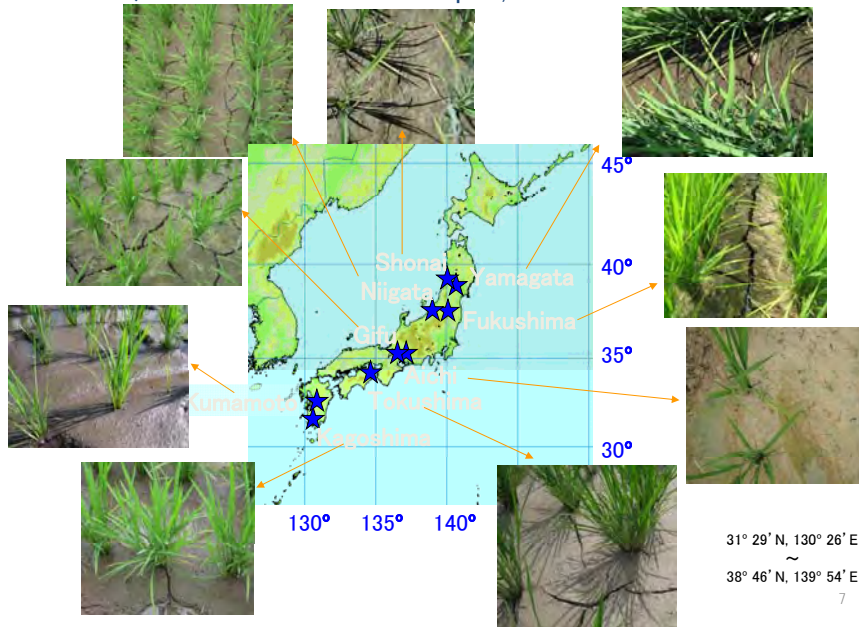 45°
40°
Shonai
Yamagata
Niigata
Fukushima
Gifu
35°
Aichi
Kumamoto
Tokushima
Kagoshima
30°
130° 135° 140°
31° 29' N, 130° 26' E
~
38° 46' N, 139° 54' E
7